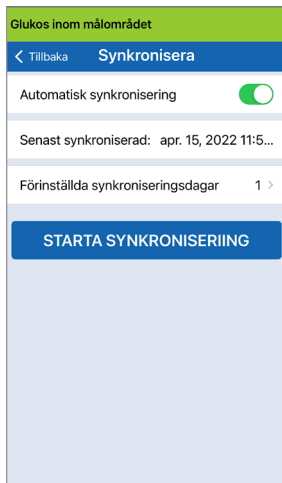 Glukos inom målområdet
Tillbaka Synkronisera
Automatisk synkronisering
Senast synkroniserad: apr. 15, 2022 11:5...
Förinställda synkroniseringsdagar 1
STARTA SYNKRONISERIING